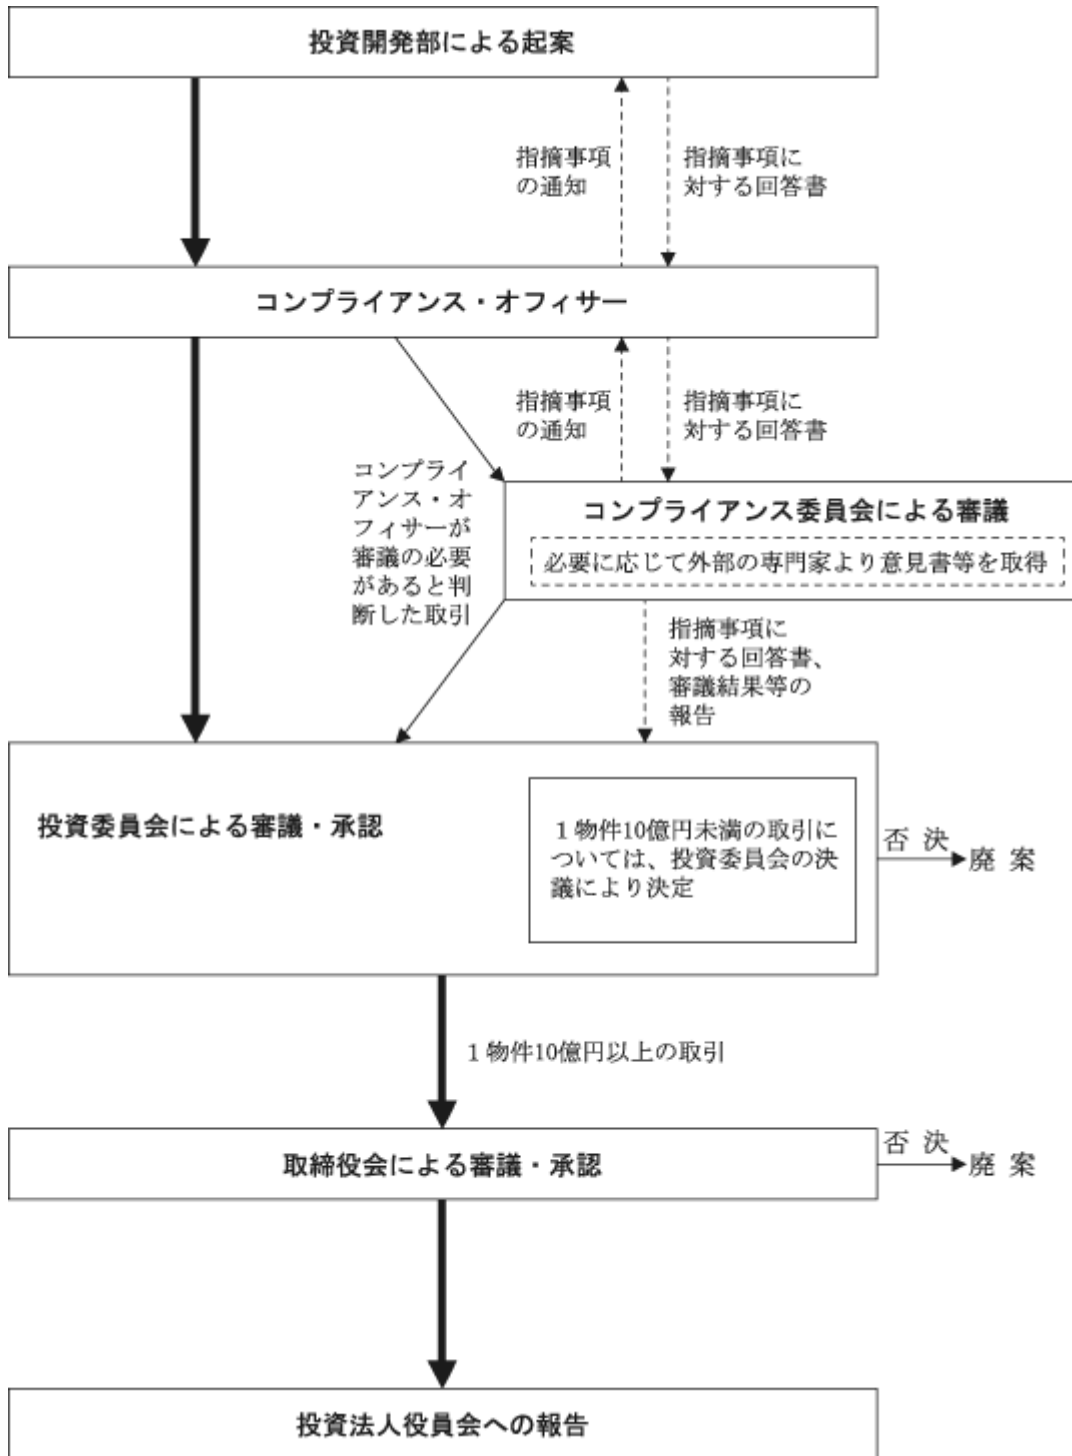 投資開発部による起案
指摘事項
の通知
指摘事項に
対する回答書
コンプライアンス・オフィサー
指摘事項
の通知
指摘事項に
対する回答書
コンプライ
アンス・オ
フィサーが
審議の必要
があると判
断した取引
コンプライアンス委員会による審議
必要に応じて外部の専門家より意見書等を取得
指摘事項に
対する回答書、
審議結果等の
報告
投資委員会による審議・承認
１物件10億円未満の取引に
ついては、投資委員会の決
議により決定
否 決
廃 案
１物件10億円以上の取引
取締役会による審議・承認
否 決
廃 案
投資法人役員会への報告